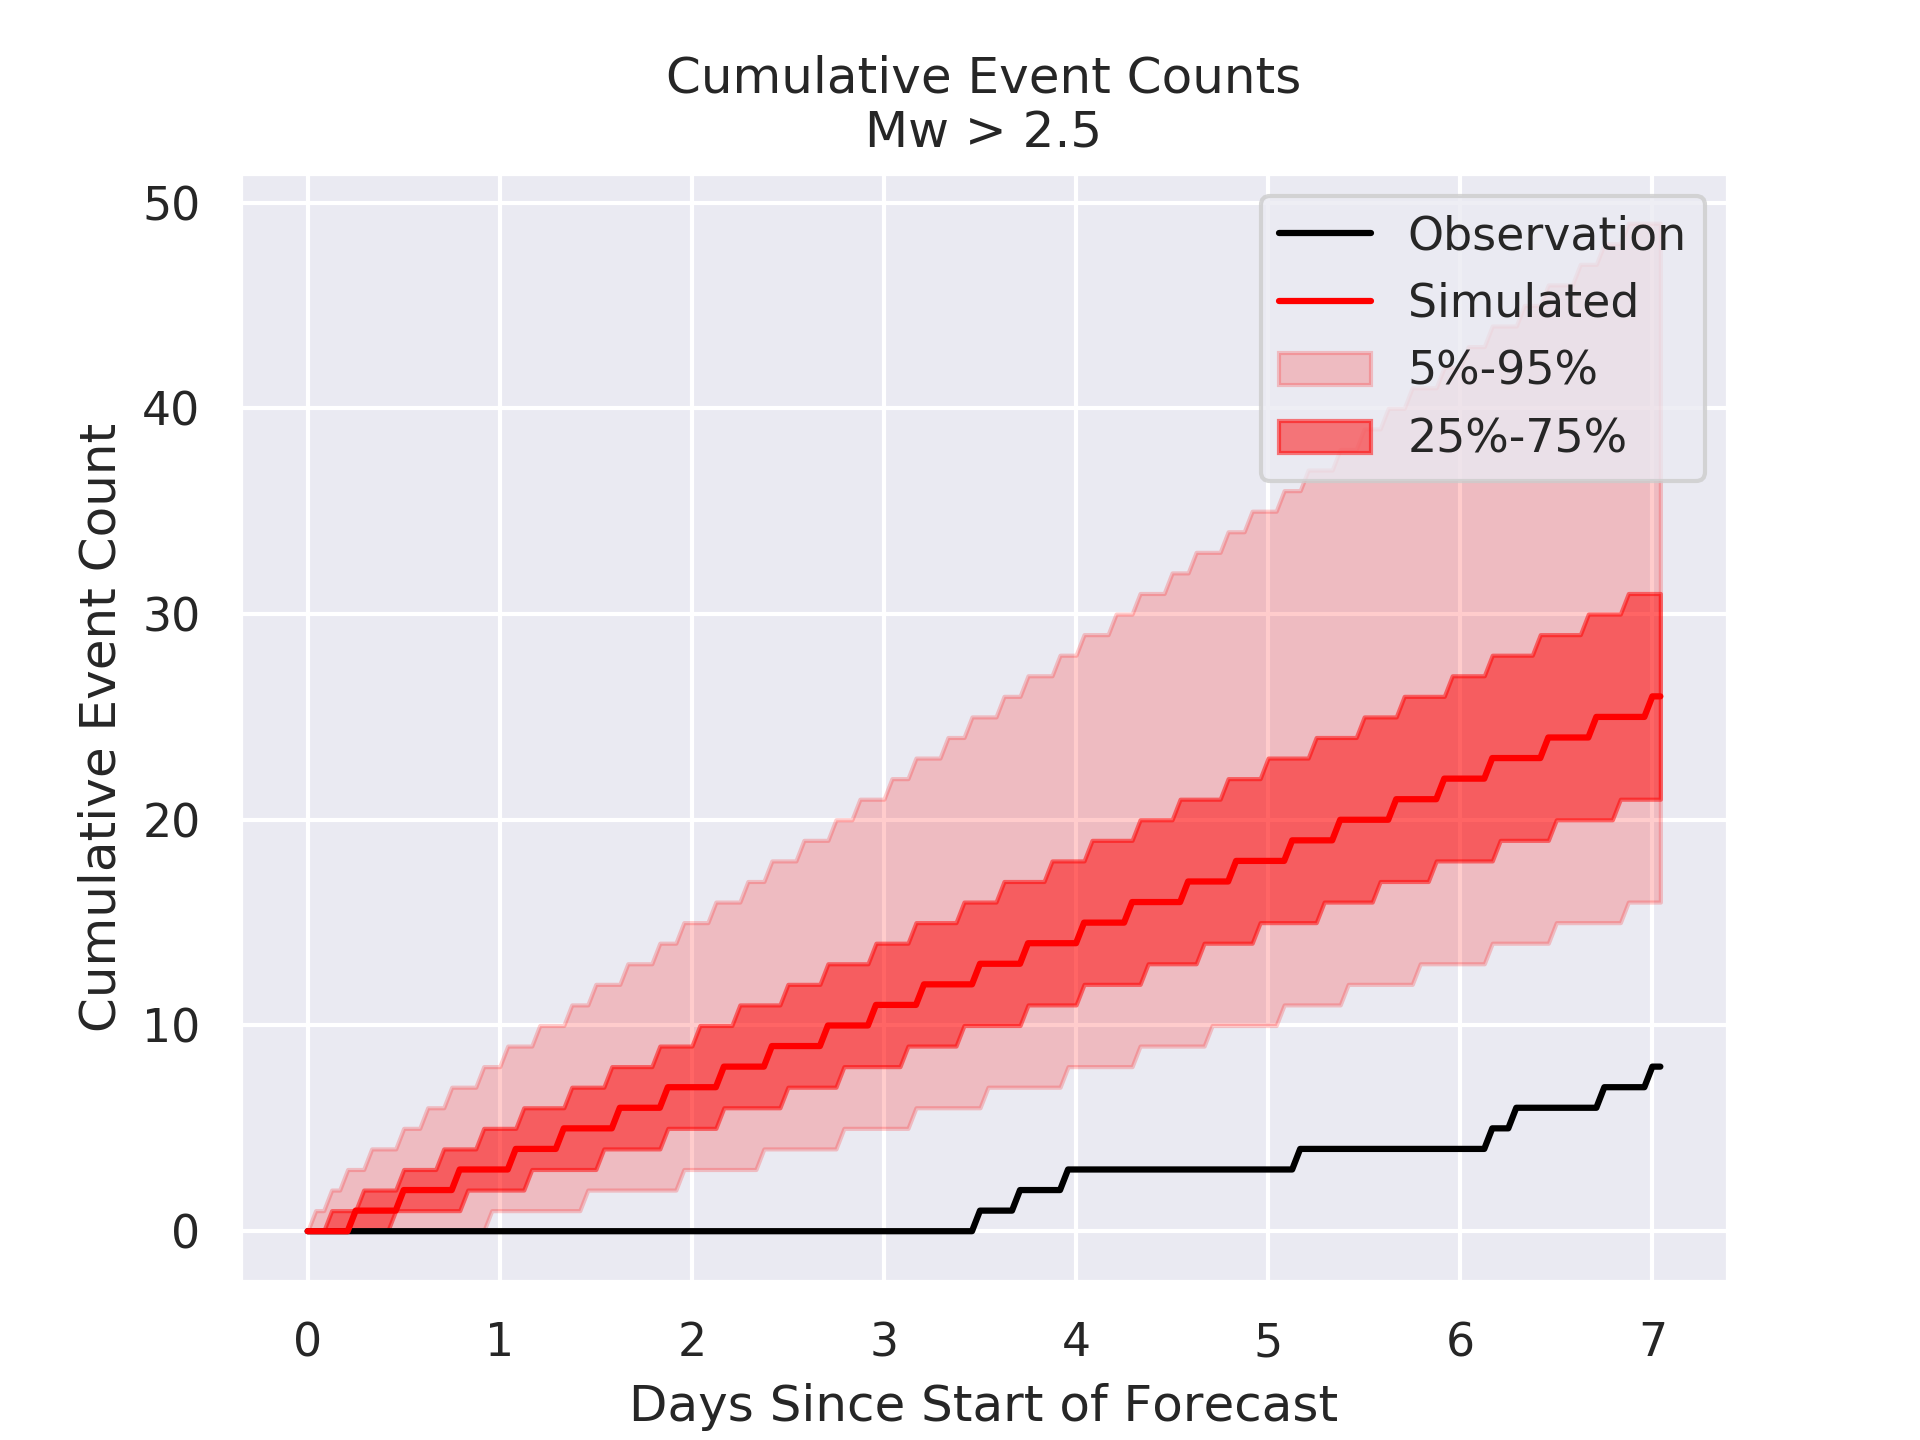 Cumulative Event Counts
Mw > 2.5
Cumulative Event Count
50
40
30
20
10
0
Observation
Simulated
5%-95%
25%-75%
0 1 2 3 4 5 6 7
Days Since Start of Forecast